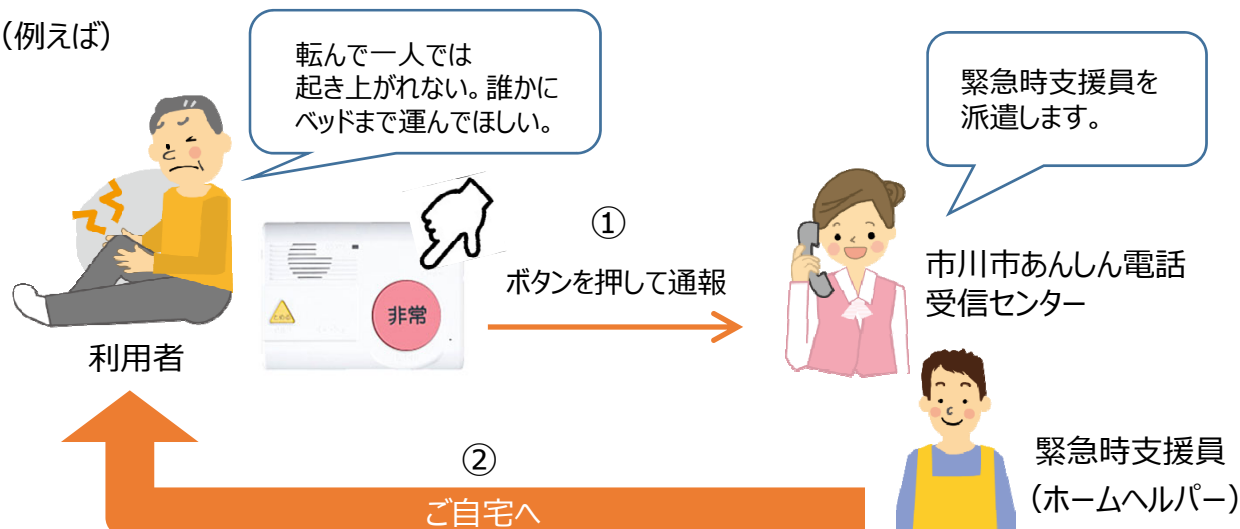 （例えば）
転んで一人では
起き上がれない。誰かに
ベッドまで運んでほしい。
緊急時支援員を
派遣します。
①
ボタンを押して通報
非常
市川市あんしん電話
受信センター
利用者
②
ご自宅へ
緊急時支援員
（ホームヘルパー）